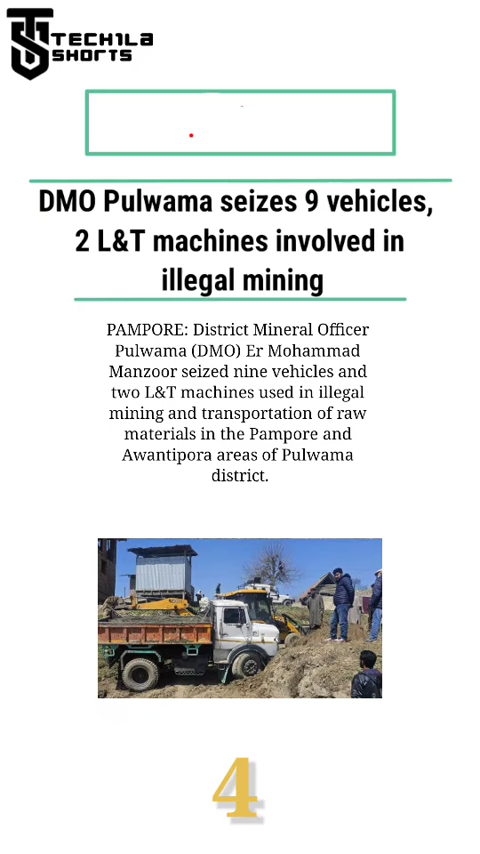 TECH1LA
SHORTS
DMO Pulwama seizes 9 vehicles,
2 L&T machines involved in
illegal mining
PAMPORE: District Mineral Officer
Pulwama (DMO) Er Mohammad
Manzoor seized nine vehicles and
two L&T machines used in illegal
mining and transportation of raw
materials in the Pampore and
Awantipora areas of Pulwama
district.
4